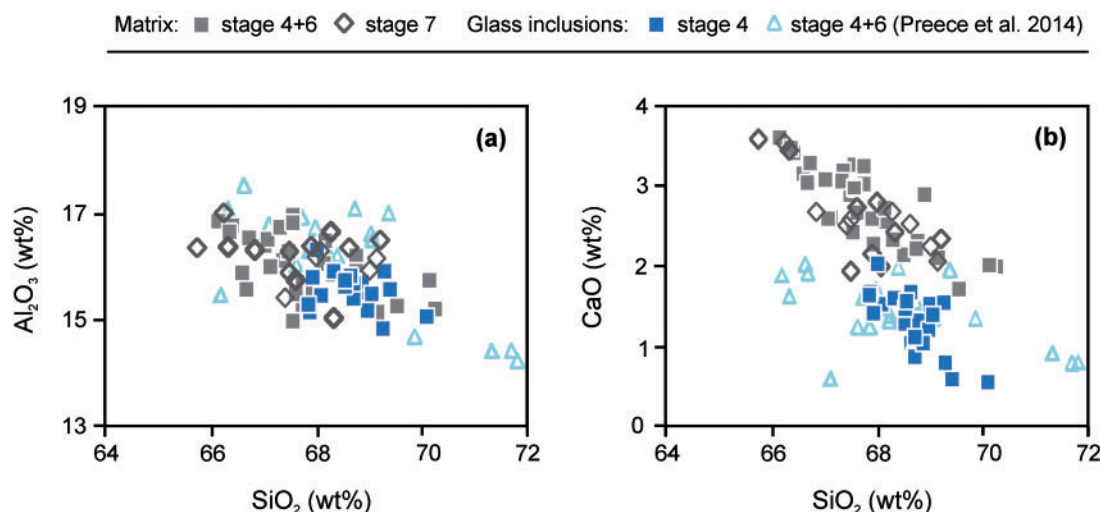 Matrix: stage 4+6 stage 7 Glass inclusions: stage 4 stage 4+6 (Preece et al. 2014)
19
17
15
13
Al₂O₃ (wt%)
(a)
64 66 68 70 72
SiO₂ (wt%)
4
3
2
1
0
CaO (wt%)
(b)
64 66 68 70 72
SiO₂ (wt%)